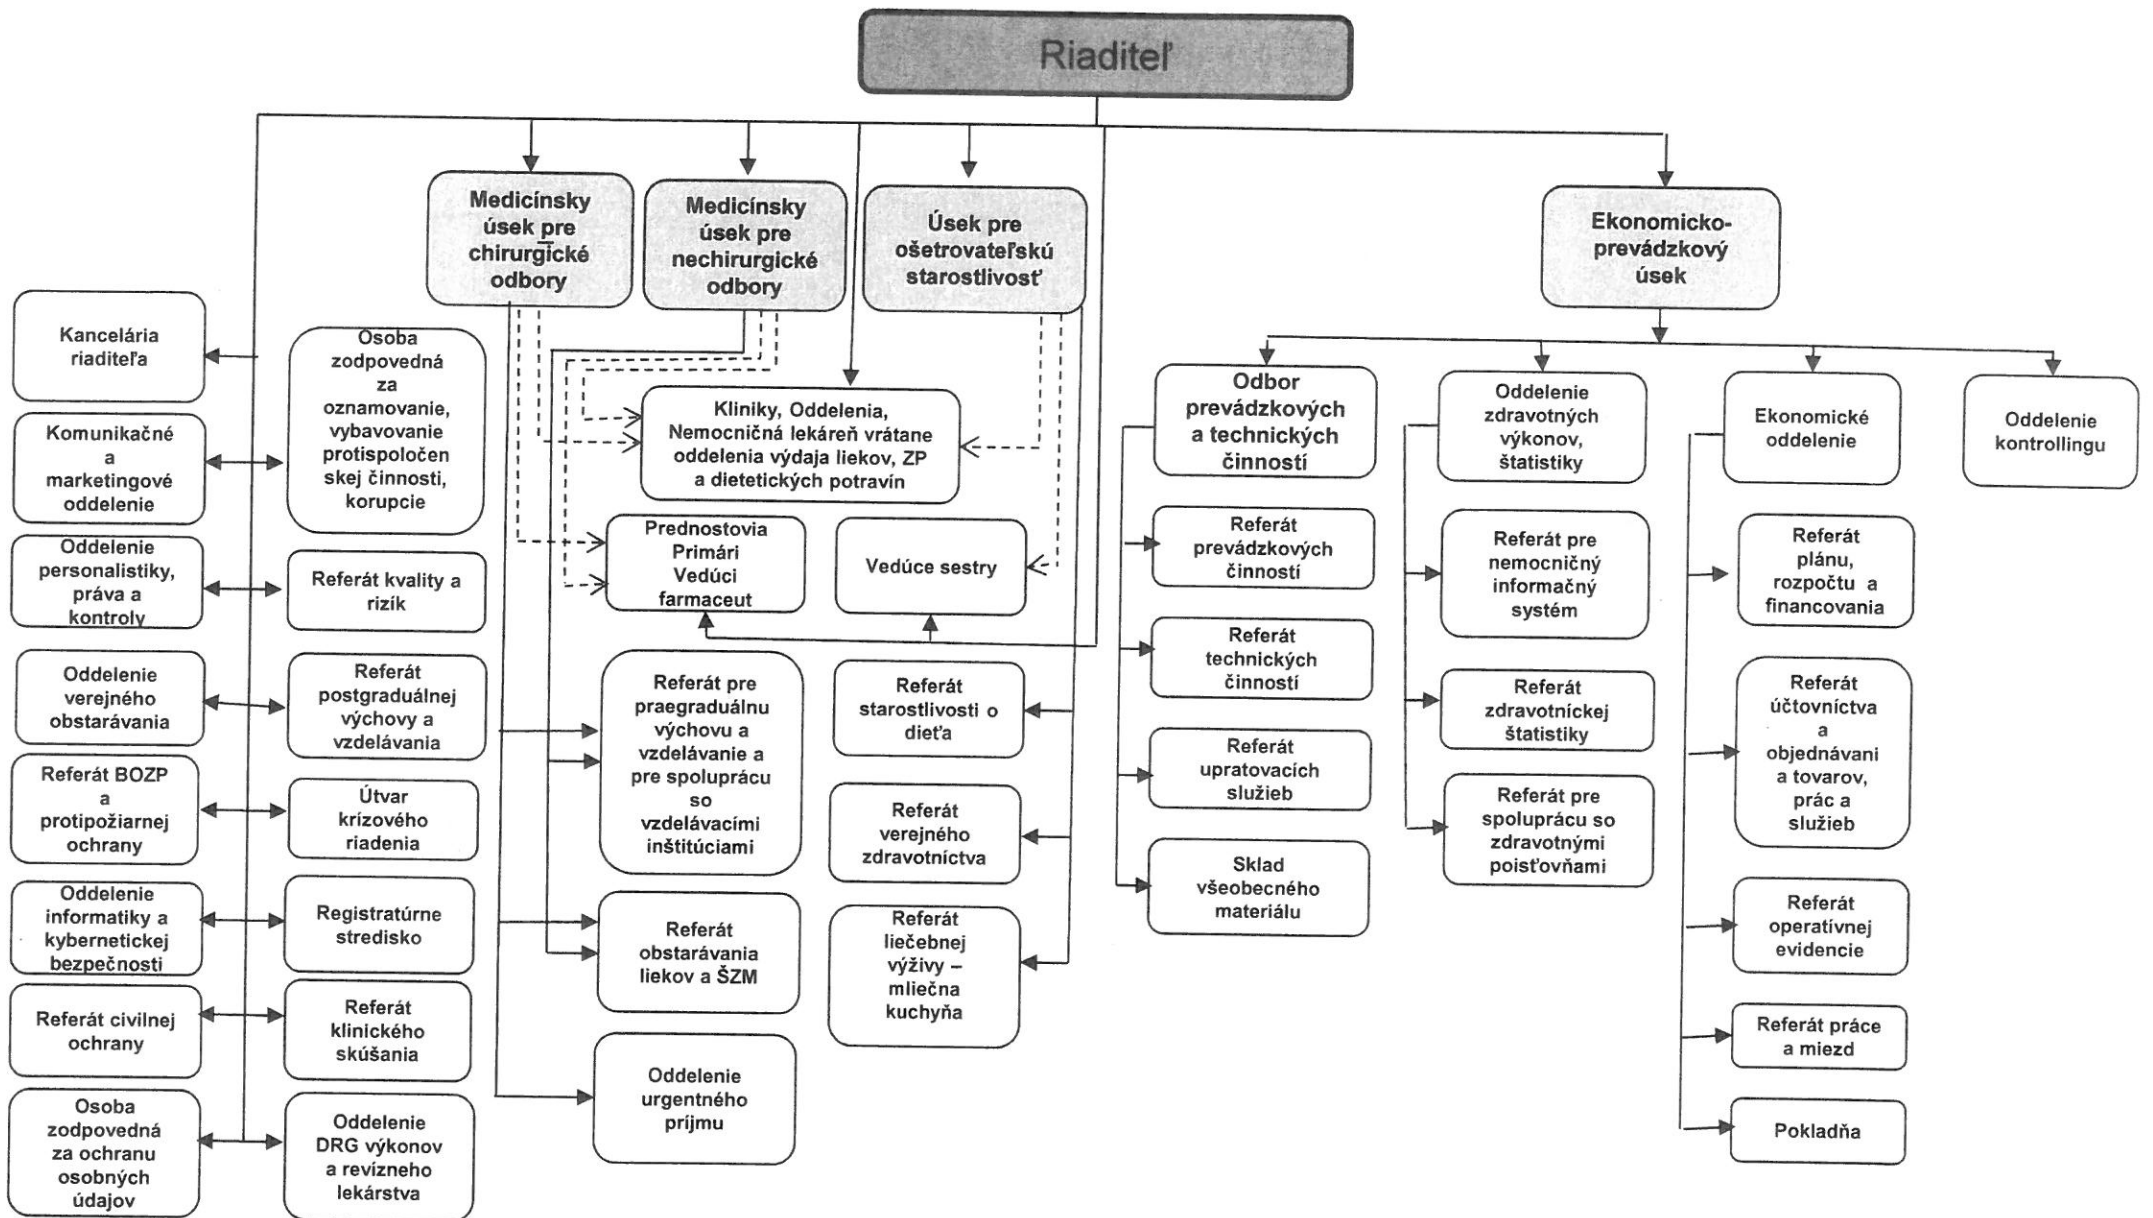 Riaditeľ
Medicínsky
úsek pre
chirurgické
odbory
Medicínsky
úsek pre
nechirurgické
odbory
Úsek pre
ošetrovateľskú
starostlivosť
Ekonomicko-
prevádzkový
úsek
Kancelária
riaditeľa
Komunikačné
a
marketingové
oddelenie
Oddelenie
personalistiky,
práva a
kontroly
Oddelenie
verejného
obstarávania
Referát BOZP
a
protipožiarnej
ochrany
Oddelenie
informatiky a
kybernetickej
bezpečnosti
Referát civilnej
ochrany
Osoba
zodpovedná
za ochranu
osobných
údajov
Osoba
zodpovedná
za
oznamovanie,
vybavovanie
protispoločen
skej činnosti,
korupcie
Referát kvality a
rizík
Referát
postgraduálnej
výchovy a
vzdelávania
Útvar
krízového
riadenia
Registratúrne
stredisko
Referát
klinického
skúšania
Oddelenie
DRG výkonov
a revízneho
lekárstva
Kliniky, Oddelenia,
Nemocničná lekáreň vrátane
oddelenia výdaja liekov, ZP
a dietetických potravín
Prednostovia
Primári
Vedúci
farmaceut
Vedúce sestry
Referát pre
praegraduálnu
výchovu a
vzdelávanie a
pre spoluprácu
so
vzdelávacími
inštitúciami
Referát
obstarávania
liekov a ŠZM
Oddelenie
urgentného
príjmu
Referát
starostlivosti o
dieťa
Referát
verejného
zdravotníctva
Referát
liečebnej
výživy –
mliečna
kuchyňa
Odbor
prevádzkových
a technických
činností
Referát
prevádzkových
činností
Referát
technických
činností
Referát
upratovacích
služieb
Sklad
všeobecného
materiálu
Oddelenie
zdravotných
výkonov,
štatistiky
Referát pre
nemocničný
informačný
systém
Referát
zdravotníckej
štatistiky
Referát pre
spoluprácu so
zdravotnými
poisťovňami
Ekonomické
oddelenie
Referát
plánu,
rozpočtu a
financovania
Referát
účtovníctva
a
objednávani
a tovarov,
prác a
služieb
Referát
operatívnej
evidencie
Referát práce
a miezd
Pokladňa
Oddelenie
kontrollingu